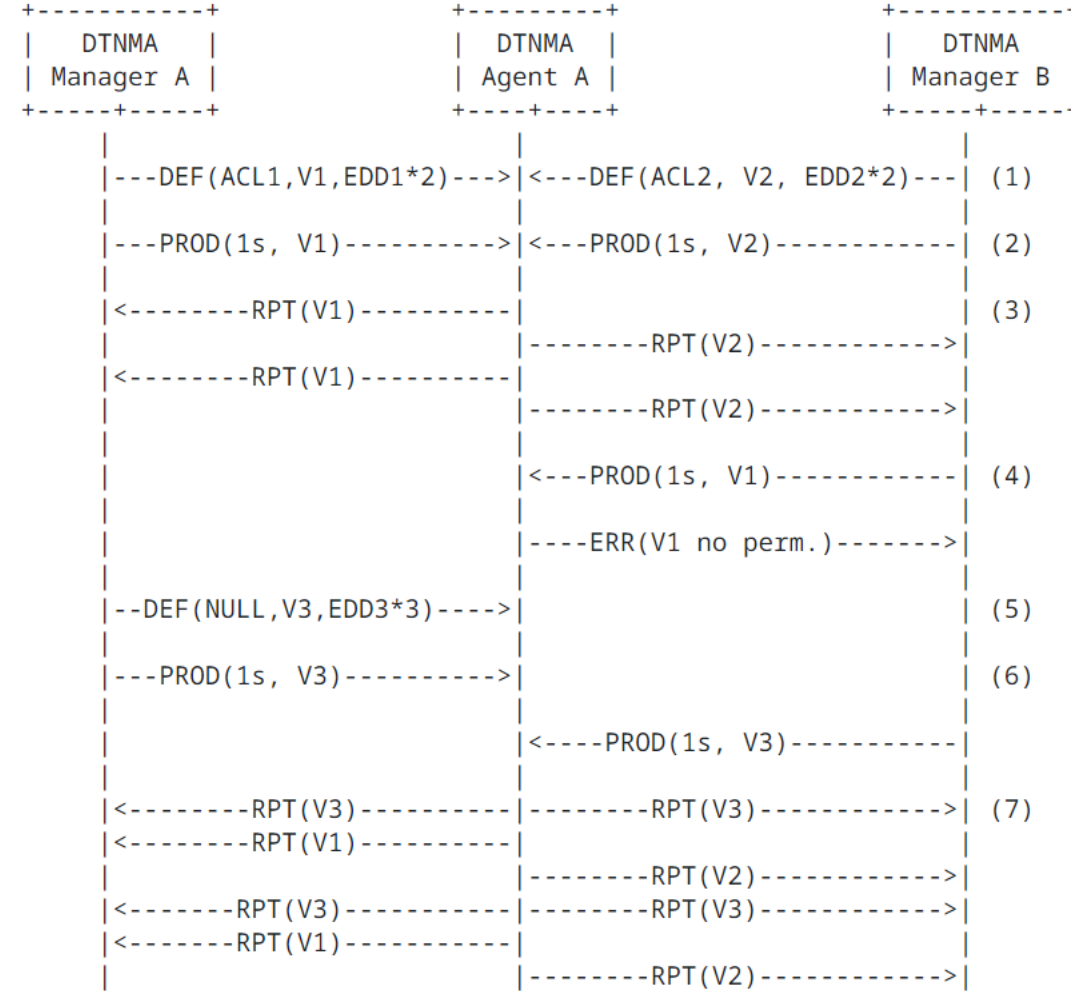 +-----------+               +---------+                 +-----------+
|   DTNMA   |               |  DTNMA  |                 |   DTNMA
| Manager A |               | Agent A |                 | Manager B
+-----+-----+               +----+----+                 +-----+-----+
     |                           |                            |
     |---DEF(ACL1,V1,EDD1*2)--->|<---DEF(ACL2, V2, EDD2*2)---| (1)
     |                           |                            |
     |---PROD(1s, V1)---------->|<---PROD(1s, V2)------------| (2)
     |                           |                            |
     |<--------RPT(V1)----------|                            | (3)
     |                           |--------RPT(V2)------------>|
     |<--------RPT(V1)----------|                            |
     |                           |--------RPT(V2)------------>|
     |                           |                            |
     |                           |<---PROD(1s, V1)------------| (4)
     |                           |                            |
     |                           |----ERR(V1 no perm.)------->|
     |                           |                            |
     |--DEF(NULL,V3,EDD3*3)---->|                            | (5)
     |                           |                            |
     |---PROD(1s, V3)---------->|                            | (6)
     |                           |                            |
     |                           |<----PROD(1s, V3)-----------|
     |                           |                            |
     |<--------RPT(V3)----------|--------RPT(V3)------------>| (7)
     |<--------RPT(V1)----------|                            |
     |                           |--------RPT(V2)------------>|
     |<-------RPT(V3)-----------|--------RPT(V3)------------>|
     |<-------RPT(V1)-----------|                            |
     |                           |--------RPT(V2)------------>|